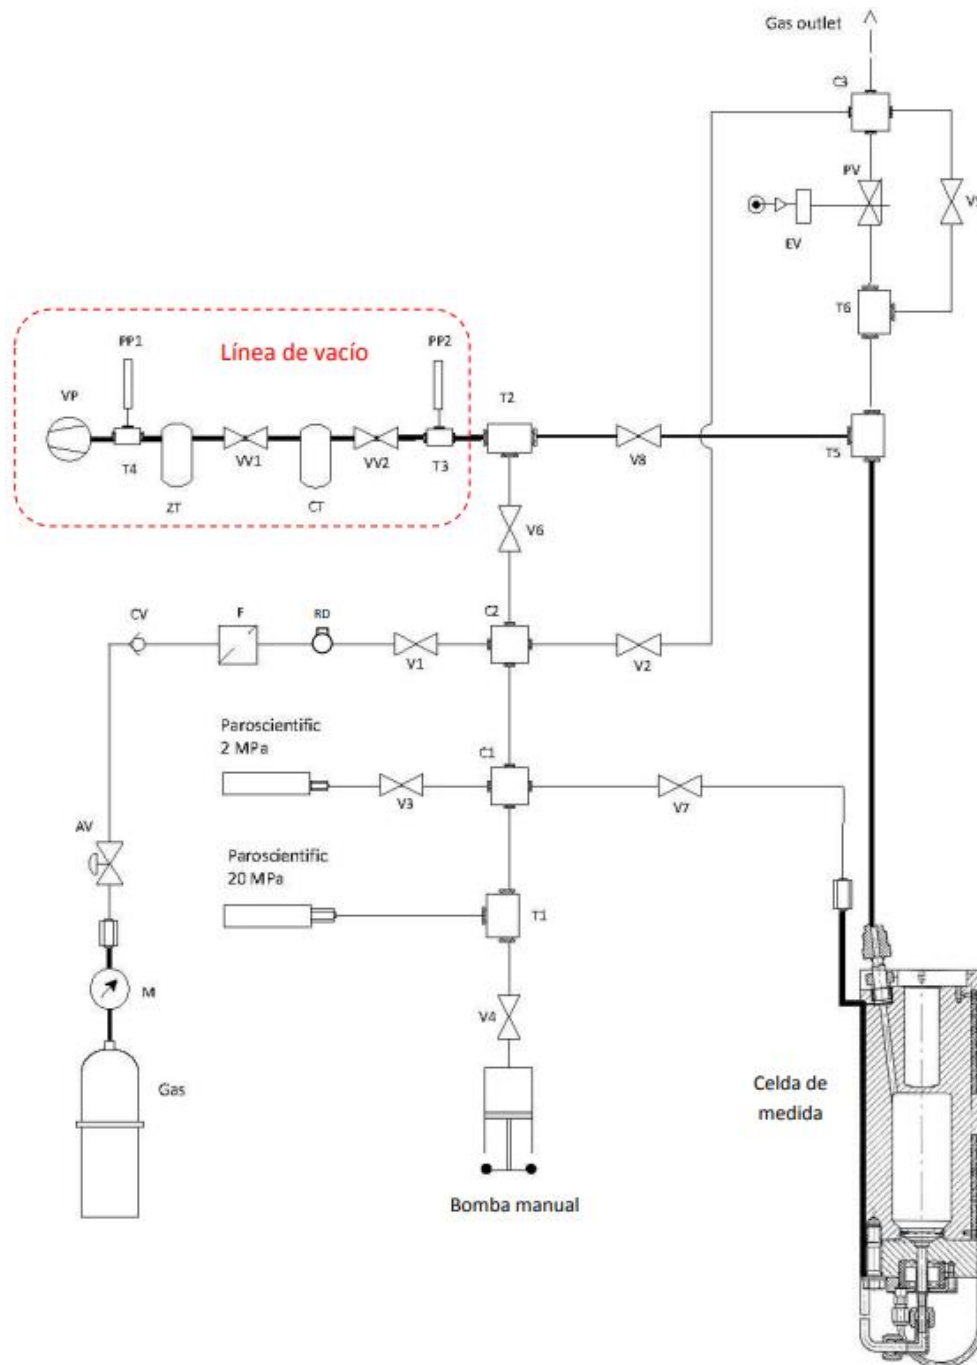 Gas outlet
C3
PV
V9
EV
T6
Línea de vacío
PP1
PP2
VP
T2
T4
VV1
VV2
T3
V8
T5
ZT
CT
V6
CV
F
RD
C2
V1
V2
Paroscientific
2 MPa
C1
V3
V7
AV
Paroscientific
20 MPa
T1
M
V4
Gas
Celda de
medida
Bomba manual